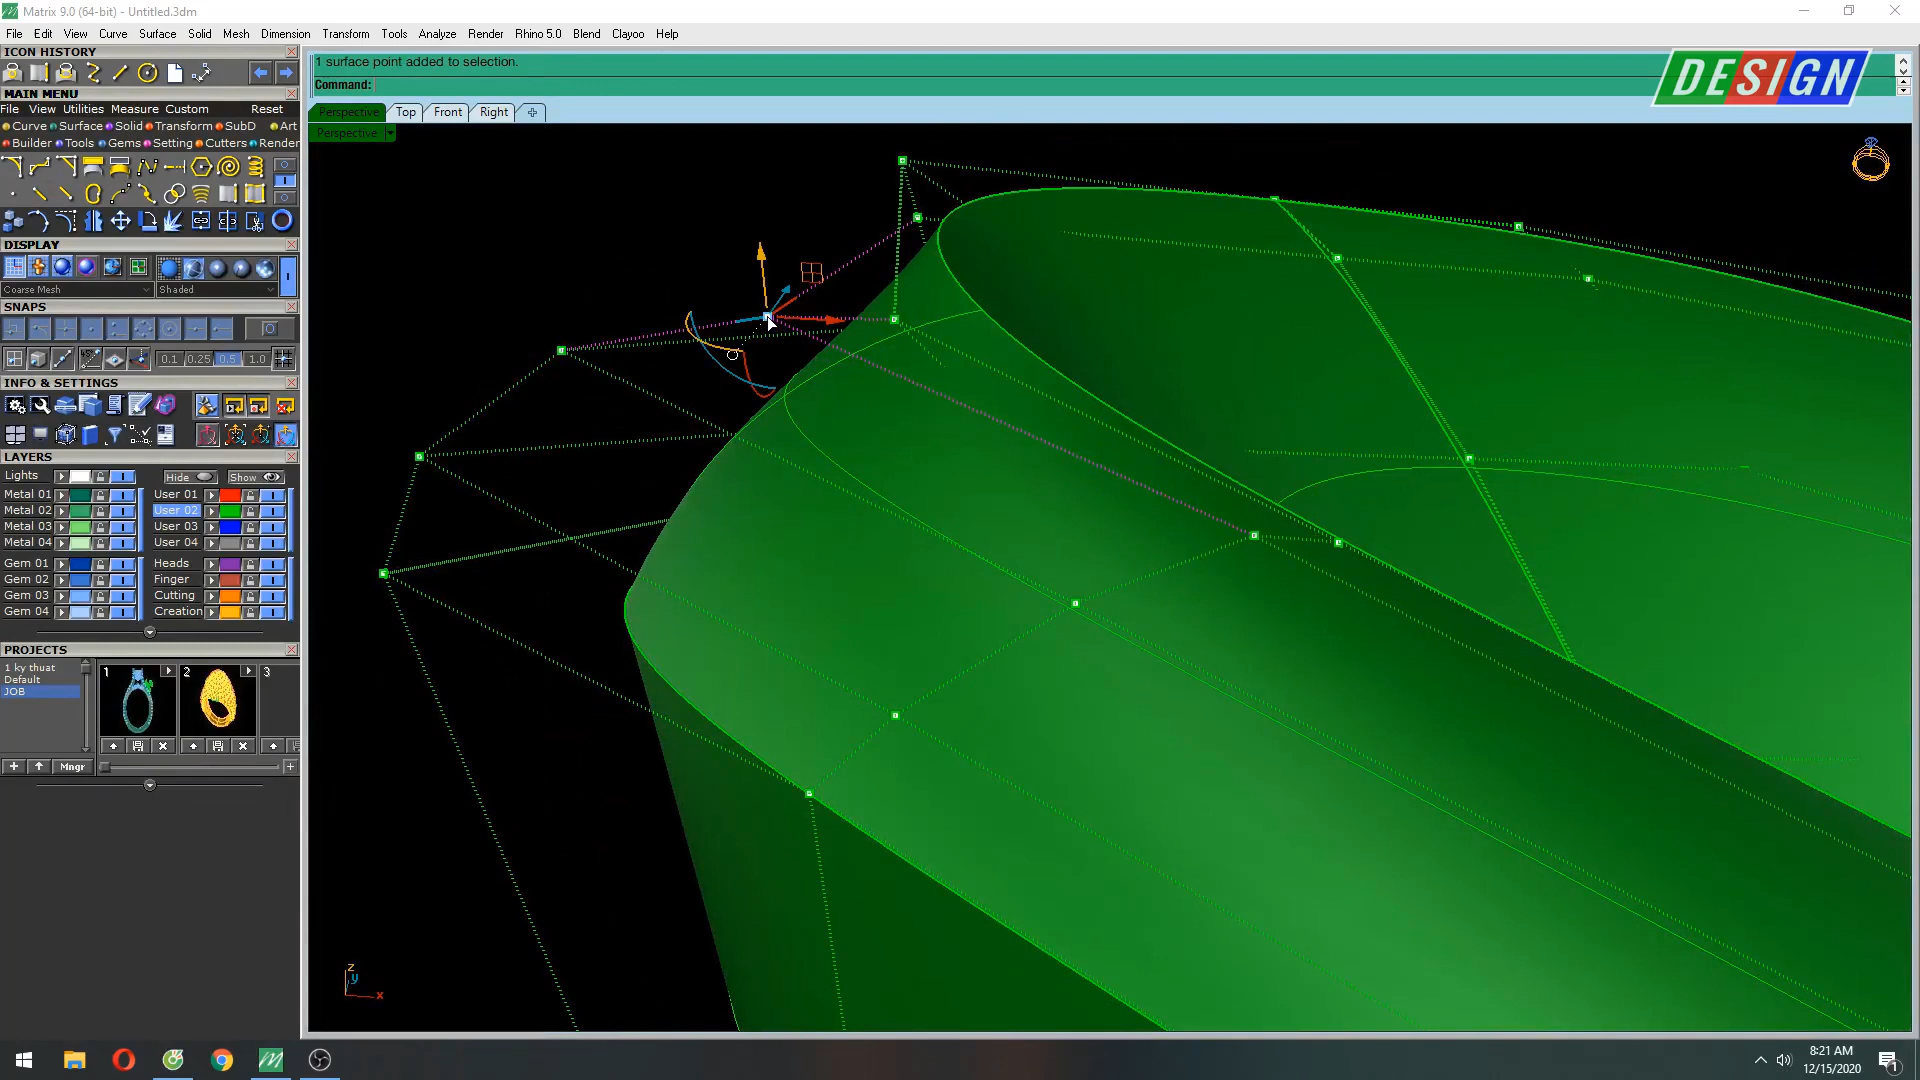 Matrix 9.0 (64-bit) - Untitled.3dm
File Edit View Curve Surface Solid Mesh Dimension Transform Tools Analyze Render Rhino 5.0 Blend Clayoo Help
ICON HISTORY
1 surface point added to selection.
Command:
DESIGN
MAIN MENU
File View Utilities Measure Custom Reset
Curve Surface Solid Transform SubD Art
Builder Tools Gems Setting Cutters Render
Perspective Top Front Right
Perspective
DISPLAY
Coarse Mesh Shaded
SNAPS
0.1 0.25 0.5 1.0
INFO & SETTINGS
LAYERS
Lights Hide Show
Metal 01 User 01
Metal 02 User 02
Metal 03 User 03
Metal 04 User 04
Gem 01 Heads
Gem 02 Finger
Gem 03 Cutting
Gem 04 Creation
PROJECTS
1 ky thuat
Default
JOB
1 2 3
Mngr
z
y
x
8:21 AM
12/15/2020
1